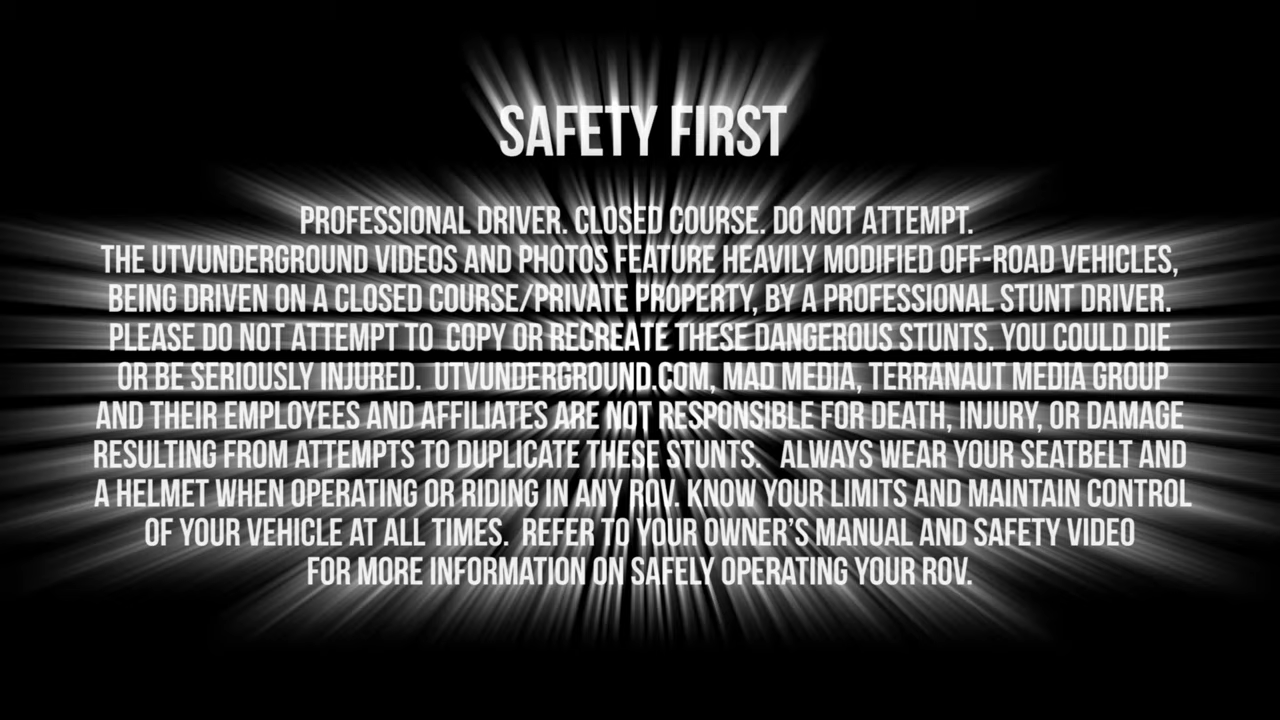 SAFETY FIRST
PROFESSIONAL DRIVER. CLOSED COURSE. DO NOT ATTEMPT.
THE UTVUNDERGROUND VIDEOS AND PHOTOS FEATURE HEAVILY MODIFIED OFF-ROAD VEHICLES,
BEING DRIVEN ON A CLOSED COURSE/PRIVATE PROPERTY, BY A PROFESSIONAL STUNT DRIVER.
PLEASE DO NOT ATTEMPT TO COPY OR RECREATE THESE DANGEROUS STUNTS. YOU COULD DIE
OR BE SERIOUSLY INJURED. UTVUNDERGROUND.COM, MAD MEDIA, TERRANAUT MEDIA GROUP
AND THEIR EMPLOYEES AND AFFILIATES ARE NOT RESPONSIBLE FOR DEATH, INJURY, OR DAMAGE
RESULTING FROM ATTEMPTS TO DUPLICATE THESE STUNTS. ALWAYS WEAR YOUR SEATBELT AND
A HELMET WHEN OPERATING OR RIDING IN ANY ROV. KNOW YOUR LIMITS AND MAINTAIN CONTROL
OF YOUR VEHICLE AT ALL TIMES. REFER TO YOUR OWNER'S MANUAL AND SAFETY VIDEO
FOR MORE INFORMATION ON SAFELY OPERATING YOUR ROV.